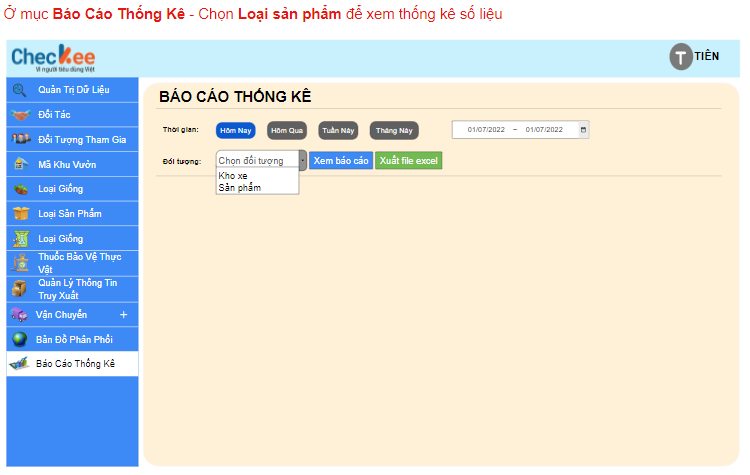 Ở mục Báo Cáo Thống Kê - Chọn Loại sản phẩm để xem thống kê số liệu
Checkee
Vì người tiêu dùng Việt
T TIÊN
Quản Trị Dữ Liệu
Đối Tác
Đối Tượng Tham Gia
Mã Khu Vườn
Loại Giống
Loại Sản Phẩm
Loại Giống
Thuốc Bảo Vệ Thực
Vật
Quản Lý Thông Tin
Truy Xuất
Vận Chuyển +
Bản Đồ Phân Phối
Báo Cáo Thống Kê
BÁO CÁO THỐNG KÊ
Thời gian: Hôm Nay Hôm Qua Tuần Này Tháng Này 01/07/2022 – 01/07/2022
Đối tượng: Chọn đối tượng Xem báo cáo Xuất file excel
Kho xe
Sản phẩm